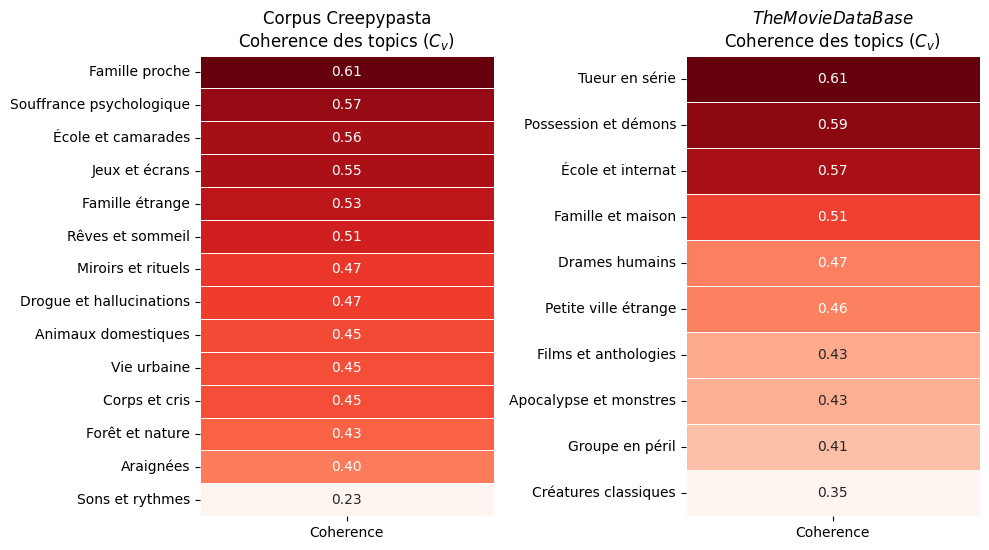 Corpus Creepypasta
Coherence des topics (C_v)
Famille proche 0.61
Souffrance psychologique 0.57
École et camarades 0.56
Jeux et écrans 0.55
Famille étrange 0.53
Rêves et sommeil 0.51
Miroirs et rituels 0.47
Drogue et hallucinations 0.47
Animaux domestiques 0.45
Vie urbaine 0.45
Corps et cris 0.45
Forêt et nature 0.43
Araignées 0.40
Sons et rythmes 0.23
Coherence
TheMovieDataBase
Coherence des topics (C_v)
Tueur en série 0.61
Possession et démons 0.59
École et internat 0.57
Famille et maison 0.51
Drames humains 0.47
Petite ville étrange 0.46
Films et anthologies 0.43
Apocalypse et monstres 0.43
Groupe en péril 0.41
Créatures classiques 0.35
Coherence